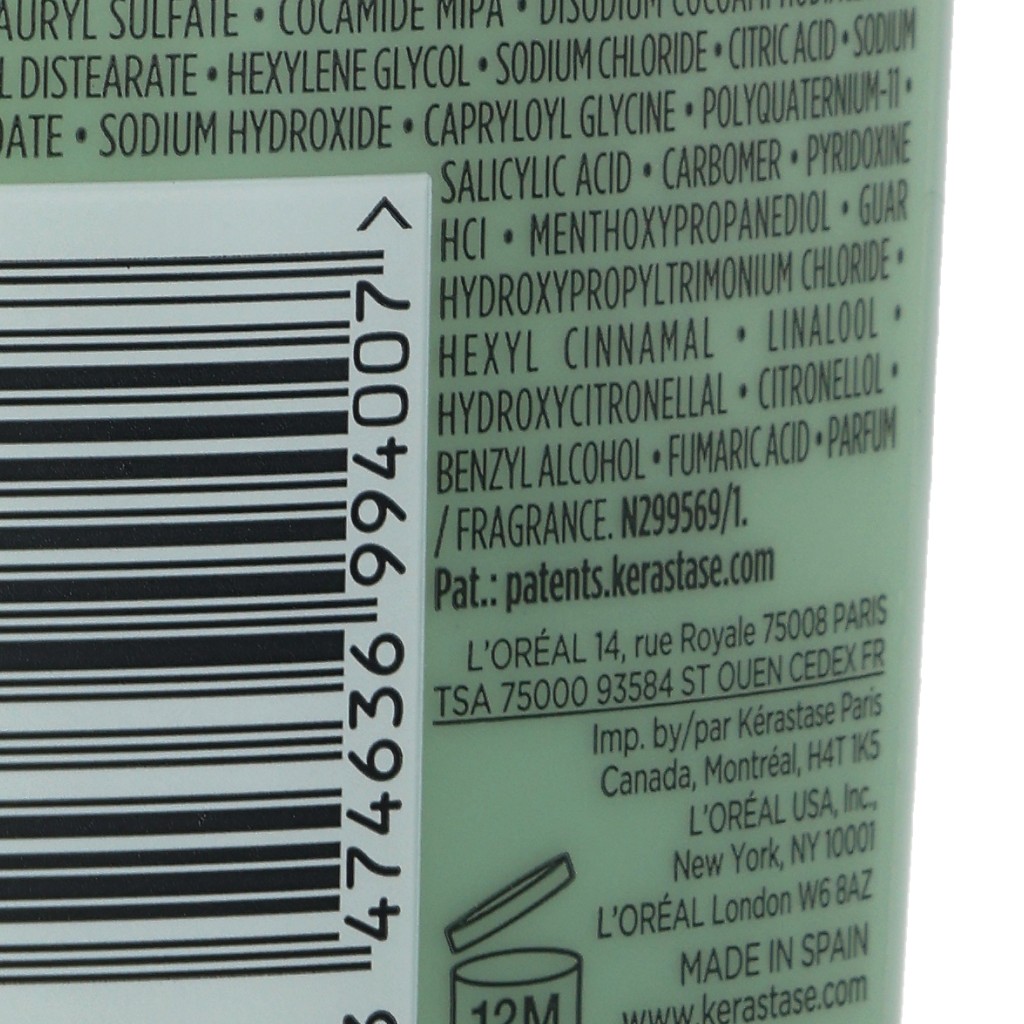 AURYL SULFATE • COCAMIDE MIPA •
L DISTEARATE • HEXYLENE GLYCOL • SODIUM CHLORIDE • CITRIC ACID • SODIUM
OATE • SODIUM HYDROXIDE • CAPRYLOYL GLYCINE • POLYQUATERNIUM-11 •
SALICYLIC ACID • CARBOMER • PYRIDOXINE
HCI • MENTHOXYPROPANEDIOL • GUAR
HYDROXYPROPYLTRIMONIUM CHLORIDE •
HEXYL CINNAMAL • LINALOOL •
HYDROXYCITRONELLAL • CITRONELLOL •
BENZYL ALCOHOL • FUMARIC ACID • PARFUM
/ FRAGRANCE. N299569/1.
Pat.: patents.kerastase.com
L'ORÉAL 14, rue Royale 75008 PARIS
TSA 75000 93584 ST OUEN CEDEX FR
Imp. by/par Kérastase Paris
Canada, Montréal, H4T 1K5
L'ORÉAL USA, Inc.,
New York, NY 10001
L'ORÉAL London W6 8AZ
MADE IN SPAIN
www.kerastase.com
12M
3 474636 994007 >